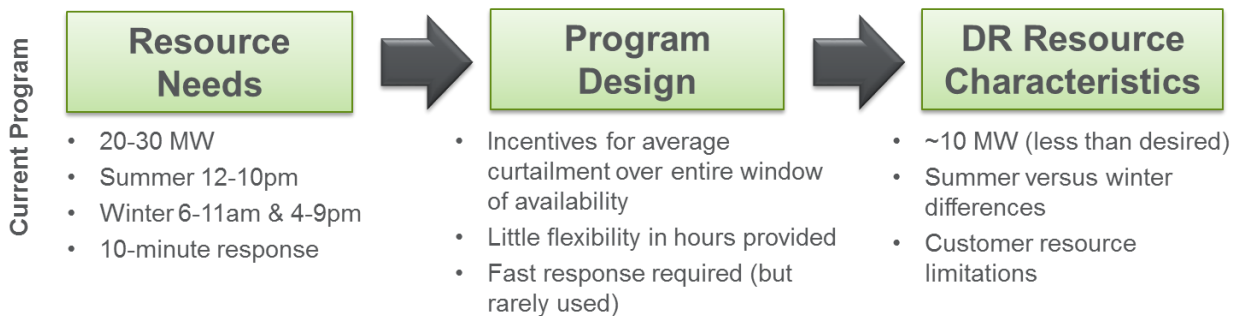 Current Program
Resource
Needs
• 20-30 MW
• Summer 12-10pm
• Winter 6-11am & 4-9pm
• 10-minute response
Program
Design
• Incentives for average
curtailment over entire window
of availability
• Little flexibility in hours provided
• Fast response required (but
rarely used)
DR Resource
Characteristics
• ~10 MW (less than desired)
• Summer versus winter
differences
• Customer resource
limitations